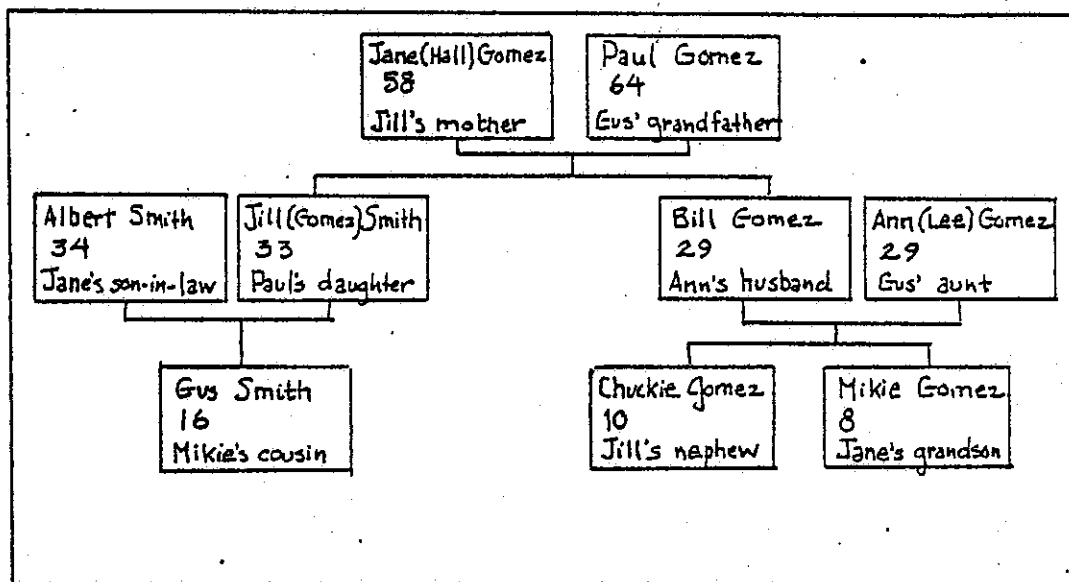 Jane(Hall)Gomez
58
Jill's mother
Paul Gomez
64
Gus' grandfather
Albert Smith
34
Jane's son-in-law
Jill(Gomez)Smith
33
Paul's daughter
Bill Gomez
29
Ann's husband
Ann(Lee)Gomez
29
Gus' aunt
Gus Smith
16
Mikie's cousin
Chuckie Gomez
10
Jill's nephew
Mikie Gomez
8
Jane's grandson